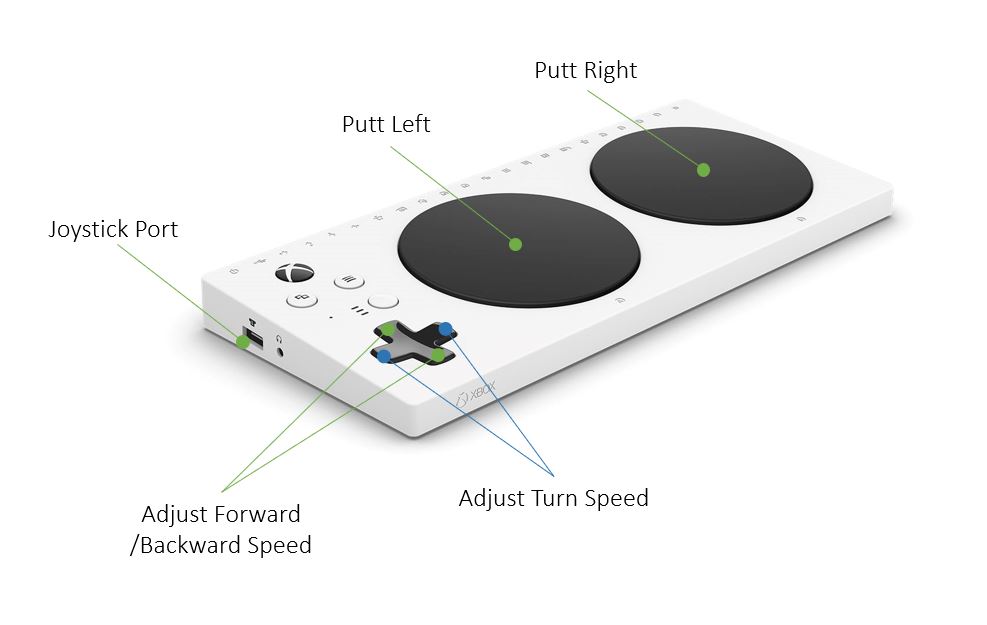 Putt Right
Putt Left
Joystick Port
XBOX
Adjust Turn Speed
Adjust Forward
/Backward Speed